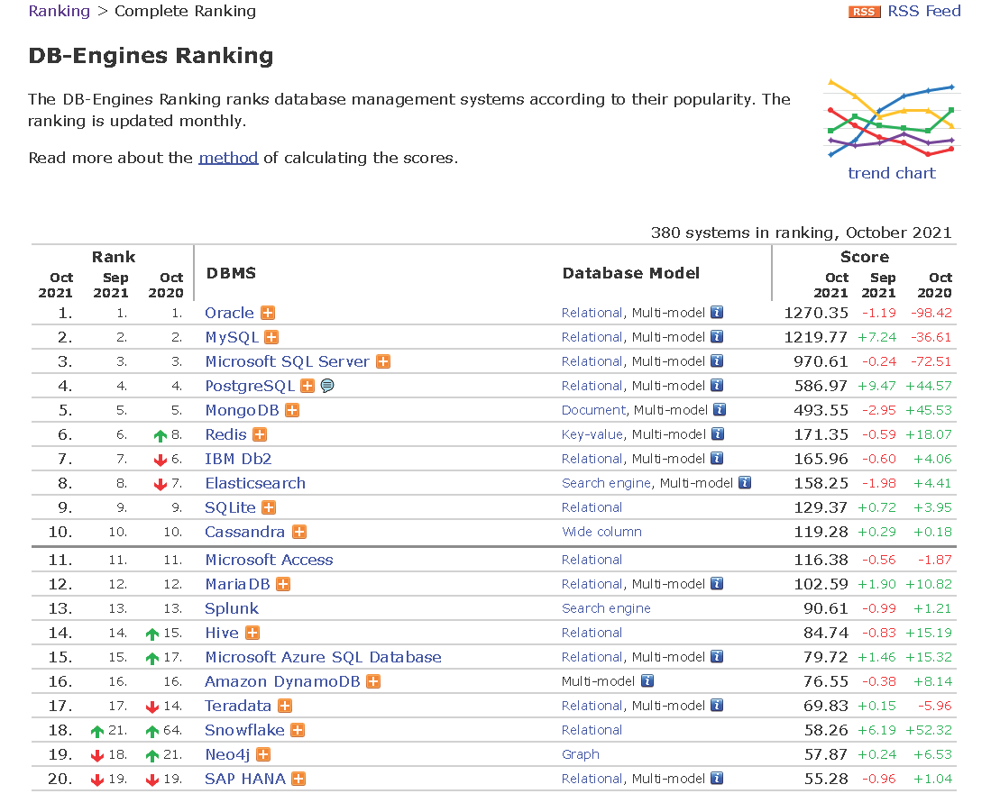 Ranking > Complete Ranking RSS RSS Feed
DB-Engines Ranking
The DB-Engines Ranking ranks database management systems according to their popularity. The
ranking is updated monthly.
Read more about the method of calculating the scores.
trend chart
380 systems in ranking, October 2021
Rank DBMS Database Model Score
Oct Sep Oct Oct Sep Oct
2021 2021 2020 2021 2021 2020
1. 1. 1. Oracle Relational, Multi-model i 1270.35 -1.19 -98.42
2. 2. 2. MySQL Relational, Multi-model i 1219.77 +7.24 -36.61
3. 3. 3. Microsoft SQL Server Relational, Multi-model i 970.61 -0.24 -72.51
4. 4. 4. PostgreSQL Relational, Multi-model i 586.97 +9.47 +44.57
5. 5. 5. MongoDB Document, Multi-model i 493.55 -2.95 +45.53
6. 6. 8. Redis Key-value, Multi-model i 171.35 -0.59 +18.07
7. 7. 6. IBM Db2 Relational, Multi-model i 165.96 -0.60 +4.06
8. 8. 7. Elasticsearch Search engine, Multi-model i 158.25 -1.98 +4.41
9. 9. 9. SQLite Relational 129.37 +0.72 +3.95
10. 10. 10. Cassandra Wide column 119.28 +0.29 +0.18
11. 11. 11. Microsoft Access Relational 116.38 -0.56 -1.87
12. 12. 12. MariaDB Relational, Multi-model i 102.59 +1.90 +10.82
13. 13. 13. Splunk Search engine 90.61 -0.99 +1.21
14. 14. 15. Hive Relational 84.74 -0.83 +15.19
15. 15. 17. Microsoft Azure SQL Database Relational, Multi-model i 79.72 +1.46 +15.32
16. 16. 16. Amazon DynamoDB Multi-model i 76.55 -0.38 +8.14
17. 17. 14. Teradata Relational, Multi-model i 69.83 +0.15 -5.96
18. 21. 64. Snowflake Relational 58.26 +6.19 +52.32
19. 18. 21. Neo4j Graph 57.87 +0.24 +6.53
20. 19. 19. SAP HANA Relational, Multi-model i 55.28 -0.96 +1.04